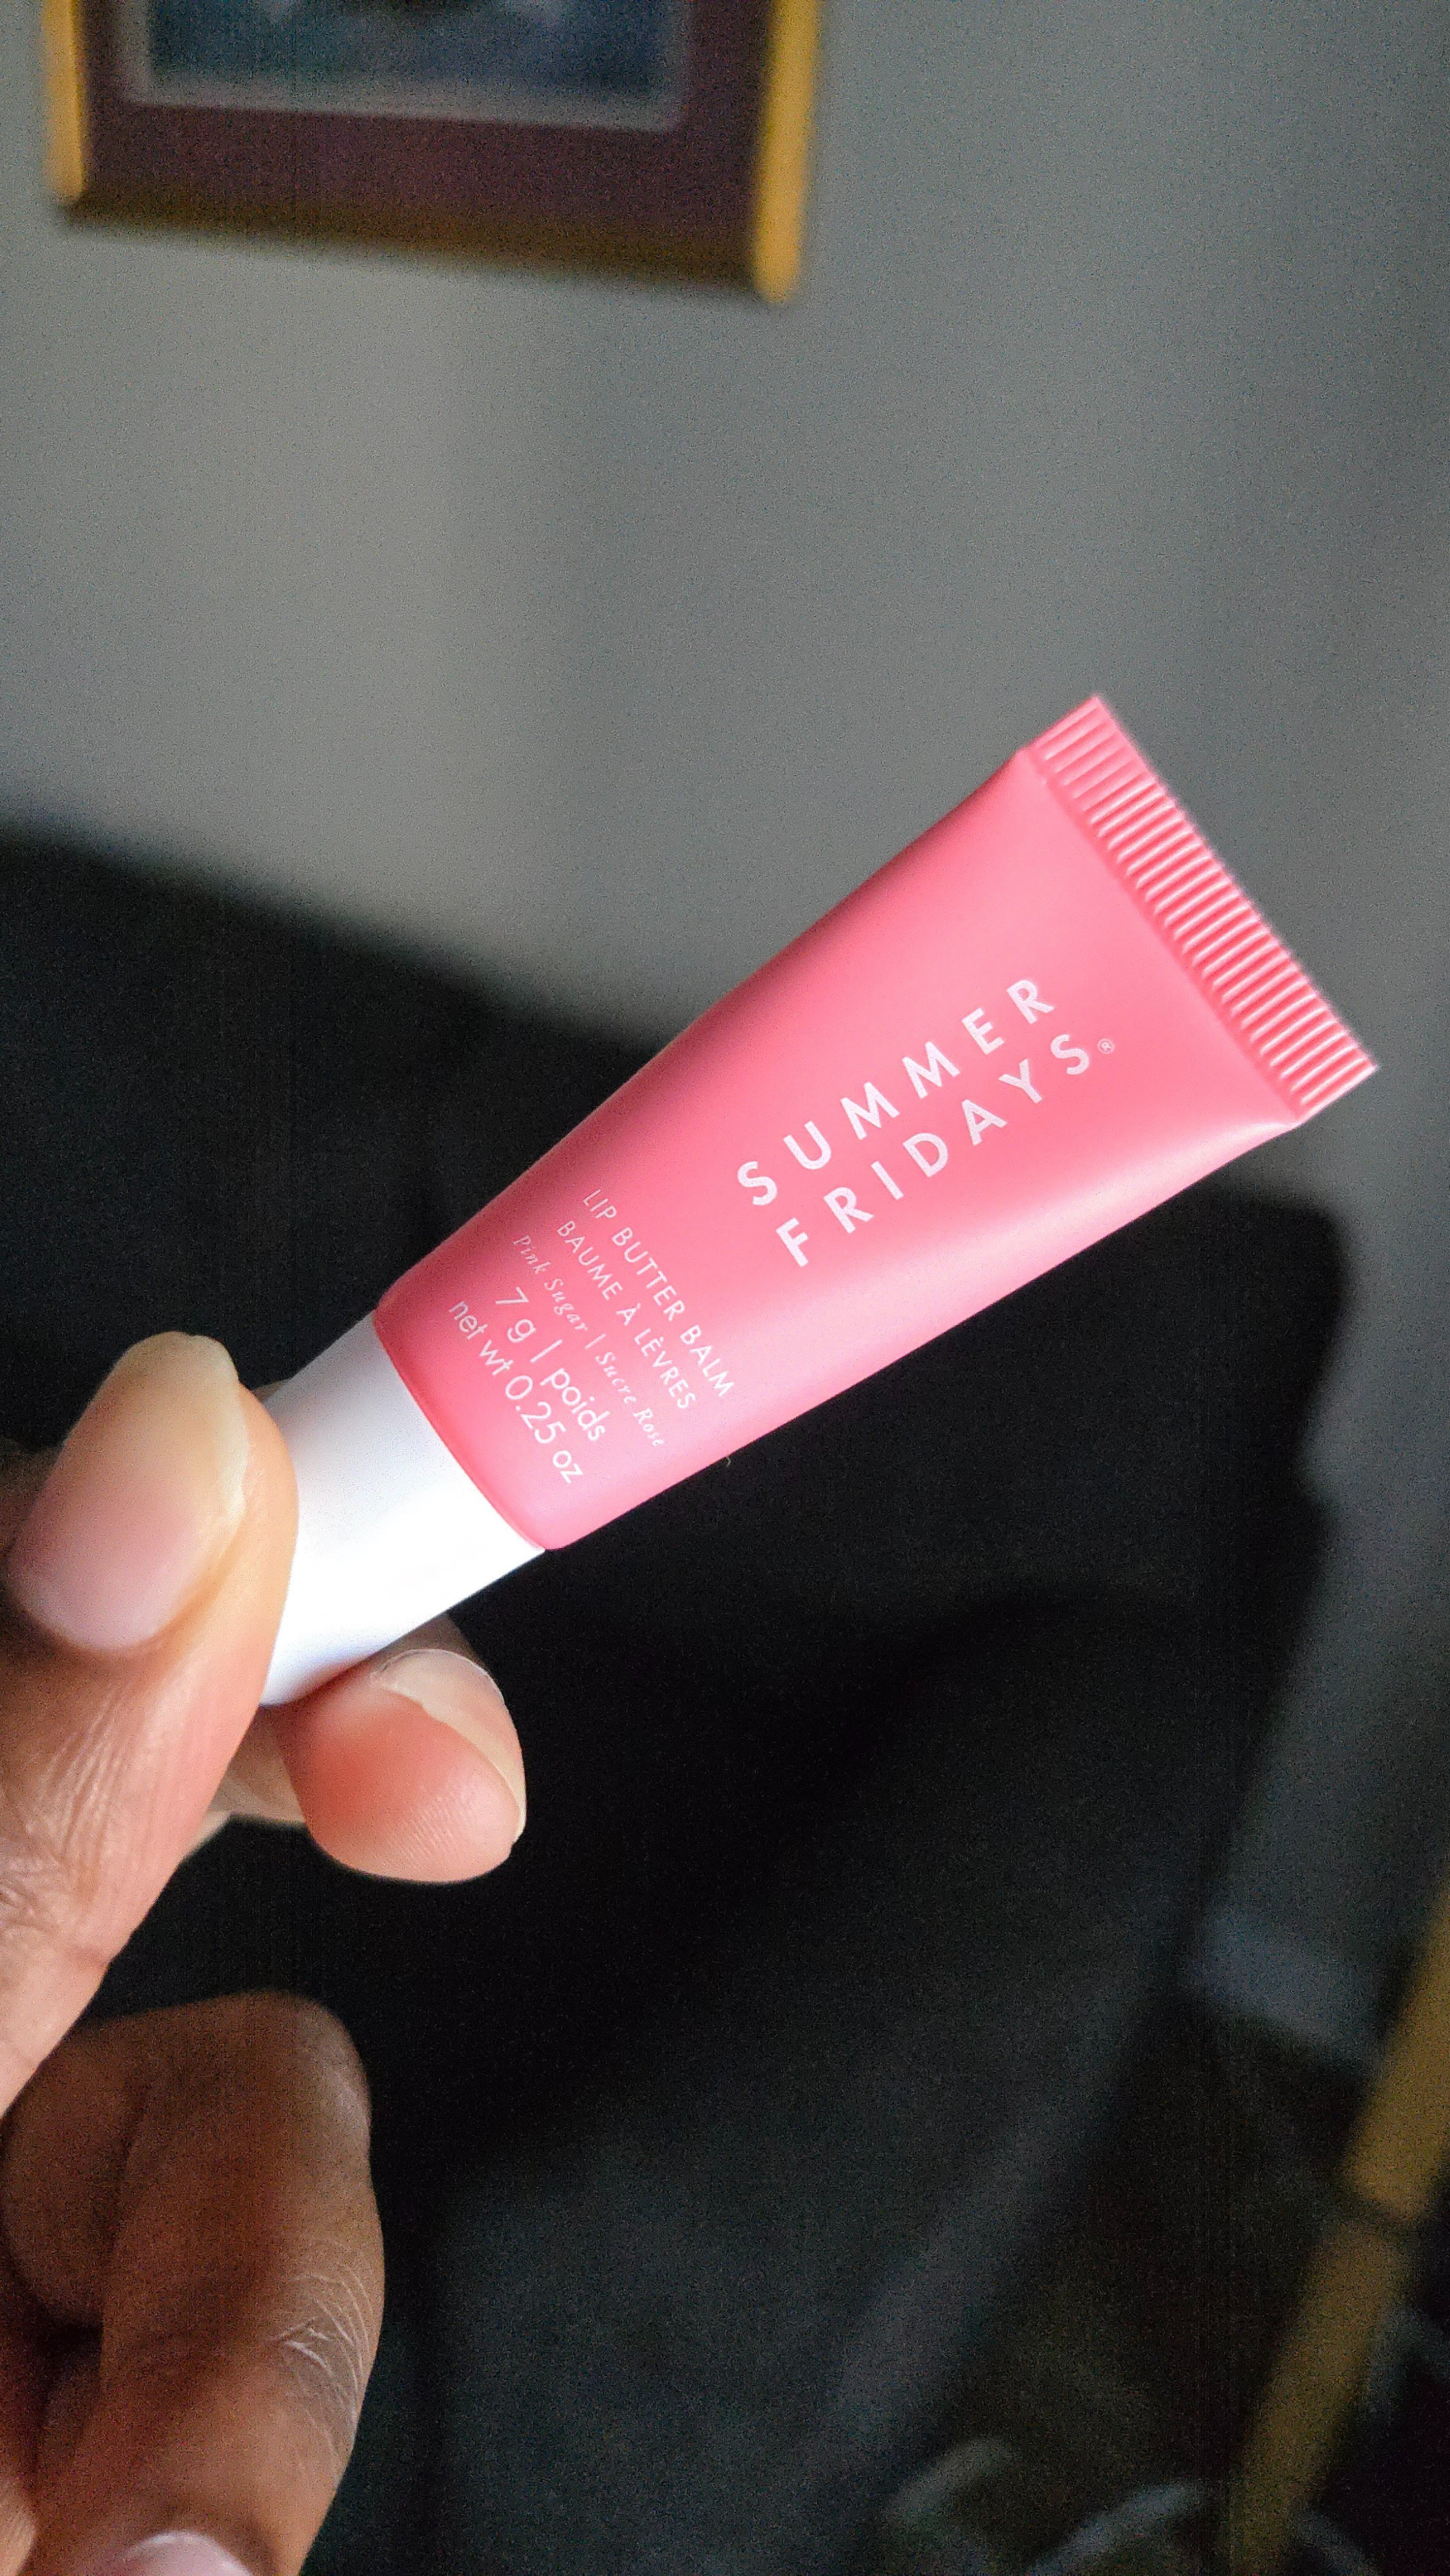 SUMMER
FRIDAYS®
LIP BUTTER BALM
BAUME À LÈVRES
Pink Sugar | Sucre Rose
7 g | poids
net wt 0.25 oz